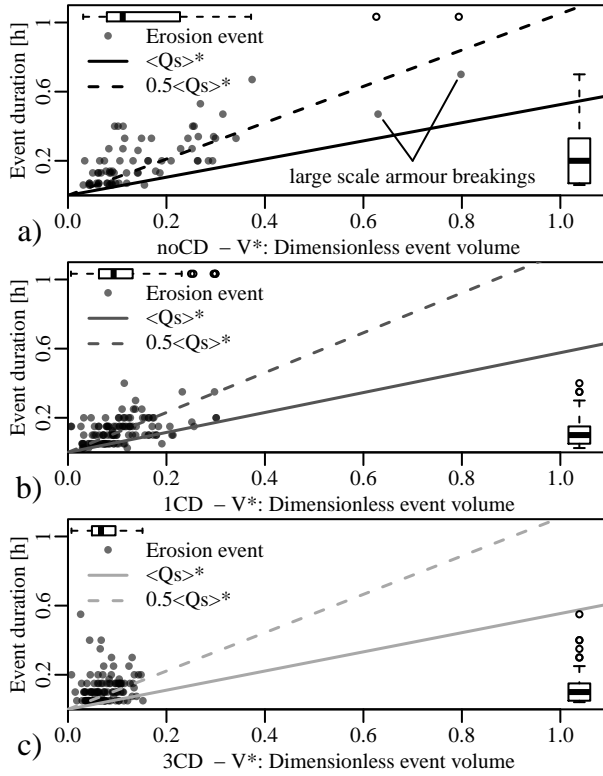 Event duration [h]
0.2 0.6 1
Erosion event
<Qs>*
0.5<Qs>*
large scale armour breakings
0.0 0.2 0.4 0.6 0.8 1.0
a)
noCD – V*: Dimensionless event volume
Event duration [h]
0.2 0.6 1
Erosion event
<Qs>*
0.5<Qs>*
0.0 0.2 0.4 0.6 0.8 1.0
b)
1CD – V*: Dimensionless event volume
Event duration [h]
0.2 0.6 1
Erosion event
<Qs>*
0.5<Qs>*
0.0 0.2 0.4 0.6 0.8 1.0
c)
3CD – V*: Dimensionless event volume